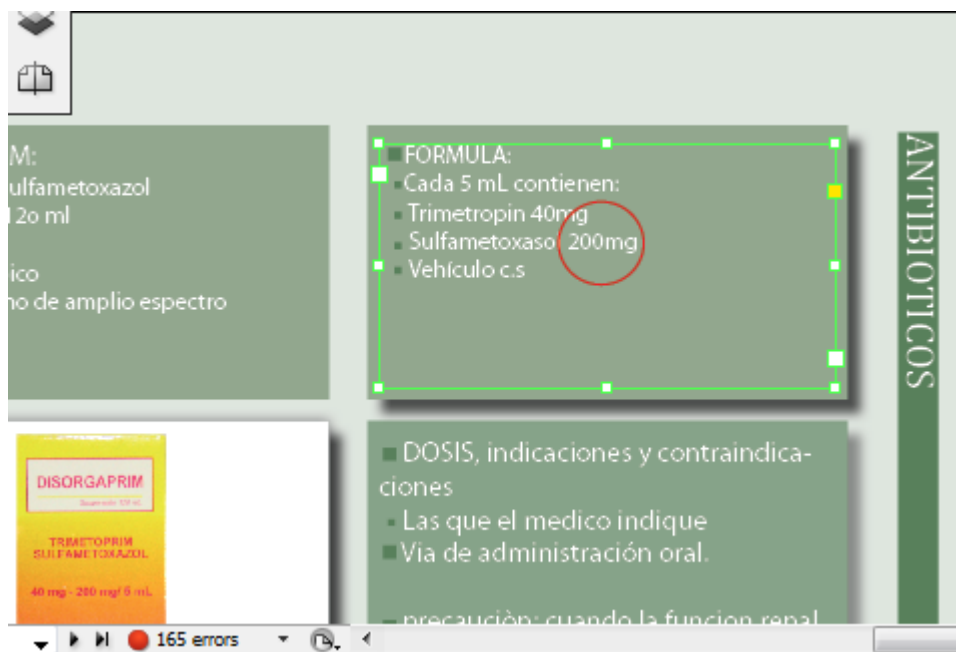 M:
ulfametoxazol
12o ml
ico
no de amplio espectro
FORMULA:
Cada 5 mL contienen:
Trimetropin 40mg
Sulfametoxaso 200mg
Vehículo c.s
ANTIBIOTICOS
DISORGAPRIM
TRIMETOPRIM
SULFAMETOXAZOL
40 mg - 200 mg/ 5 mL
DOSIS, indicaciones y contraindica-
ciones
Las que el medico indique
Via de administración oral.
precauciòn: cuando la funcion renal
165 errors